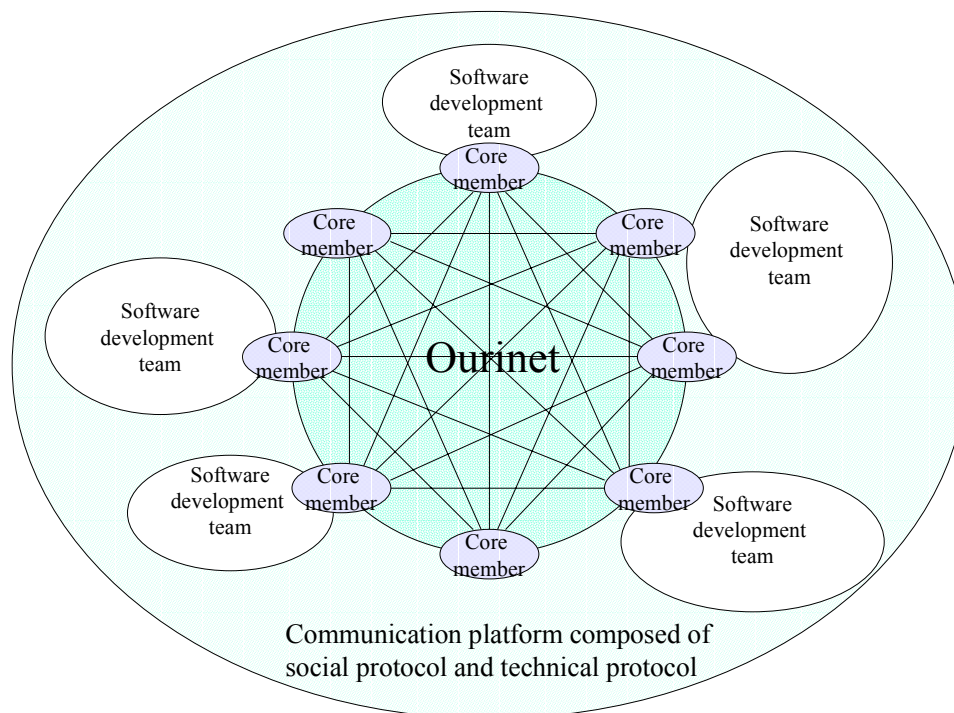 Software
development
team
Core
member
Core
member
Core
member
Software
development
team
Software
development
team
Core
member
Ourinet
Core
member
Software
development
team
Core
member
Core
member
Software
development
team
Core
member
Communication platform composed of
social protocol and technical protocol